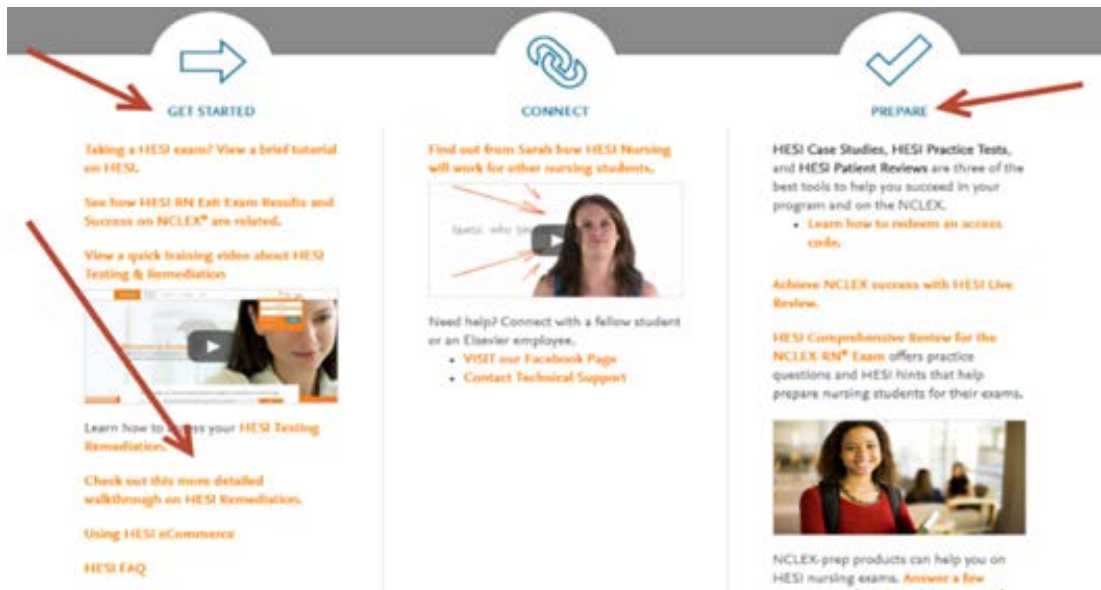 GET STARTED
Taking a HESI exam? View a brief tutorial
on HESI.
See how HESI RN Exit Exam Results and
Success on NCLEX® are related.
View a quick training video about HESI
Testing & Remediation
Learn how to access your HESI Testing
Remediation.
Check out this more detailed
walkthrough on HESI Remediation.
Using HESI eCommerce
HESI FAQ
CONNECT
Find out from Sarah how HESI Nursing
will work for other nursing students.
Need help? Connect with a fellow student
or an Elsevier employee.
• VISIT our Facebook Page
• Contact Technical Support
PREPARE
HESI Case Studies, HESI Practice Tests,
and HESI Patient Reviews are three of the
best tools to help you succeed in your
program and on the NCLEX.
• Learn how to redeem an access
code.
Achieve NCLEX success with HESI Live
Review.
HESI Comprehensive Review for the
NCLEX-RN® Exam offers practice
questions and HESI hints that help
prepare nursing students for their exams.
NCLEX-prep products can help you on
HESI nursing exams. Answer a few